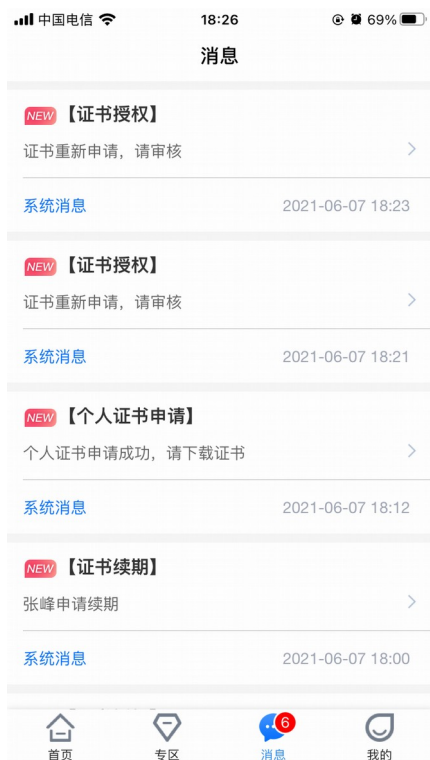 中国电信 18:26 69%
消息
NEW 【证书授权】
证书重新申请，请审核
系统消息 2021-06-07 18:23
NEW 【证书授权】
证书重新申请，请审核
系统消息 2021-06-07 18:21
NEW 【个人证书申请】
个人证书申请成功，请下载证书
系统消息 2021-06-07 18:12
NEW 【证书续期】
张峰申请续期
系统消息 2021-06-07 18:00
6
首页 专区 消息 我的